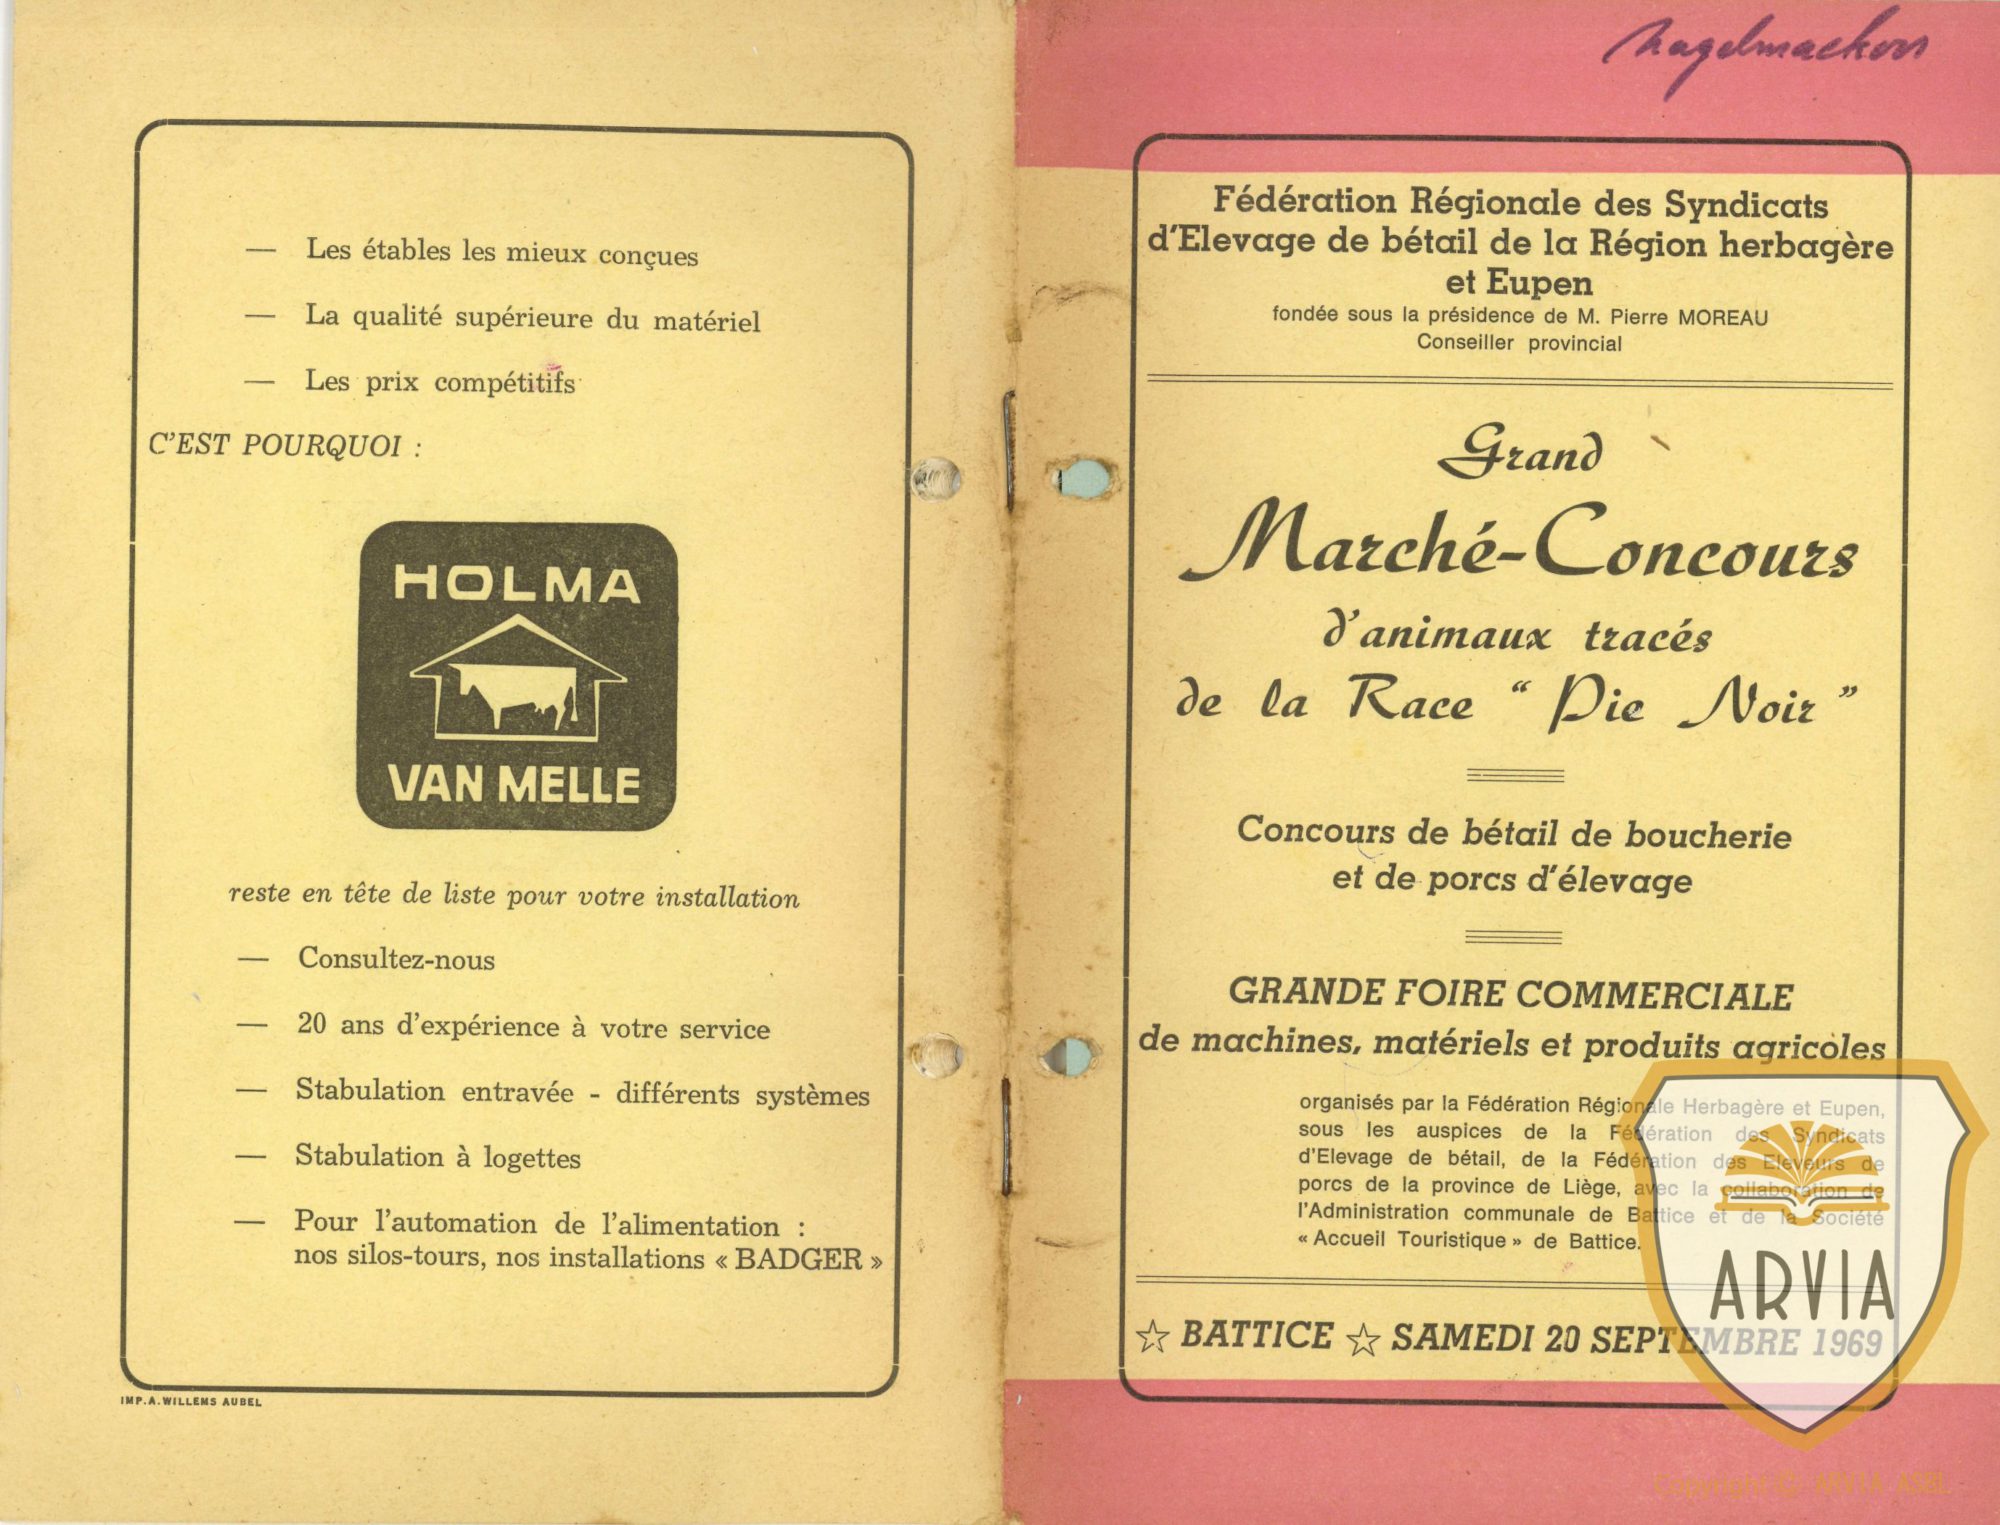 — Les étables les mieux conçues
— La qualité supérieure du matériel
— Les prix compétitifs
C'EST POURQUOI :
HOLMA
VAN MELLE
reste en tête de liste pour votre installation
— Consultez-nous
— 20 ans d'expérience à votre service
— Stabulation entravée - différents systèmes
— Stabulation à logettes
— Pour l'automation de l'alimentation :
nos silos-tours, nos installations « BADGER »
IMP. A. WILLEMS AUBEL
Nagelmackers
Fédération Régionale des Syndicats
d'Elevage de bétail de la Région herbagère
et Eupen
fondée sous la présidence de M. Pierre MOREAU
Conseiller provincial
Grand
Marché-Concours
d'animaux tracés
de la Race “ Pie Noir ”
Concours de bétail de boucherie
et de porcs d'élevage
GRANDE FOIRE COMMERCIALE
de machines, matériels et produits agricoles
organisés par la Fédération Régionale Herbagère et Eupen,
sous les auspices de la Fédération des Syndicats
d'Elevage de bétail, de la Fédération des Eleveurs de
porcs de la province de Liège, avec la collaboration de
l'Administration communale de Battice et de la Société
« Accueil Touristique » de Battice.
☆ BATTICE ☆ SAMEDI 20 SEPTEMBRE 1969
ARVIA
Copyright © ARVIA ASBL